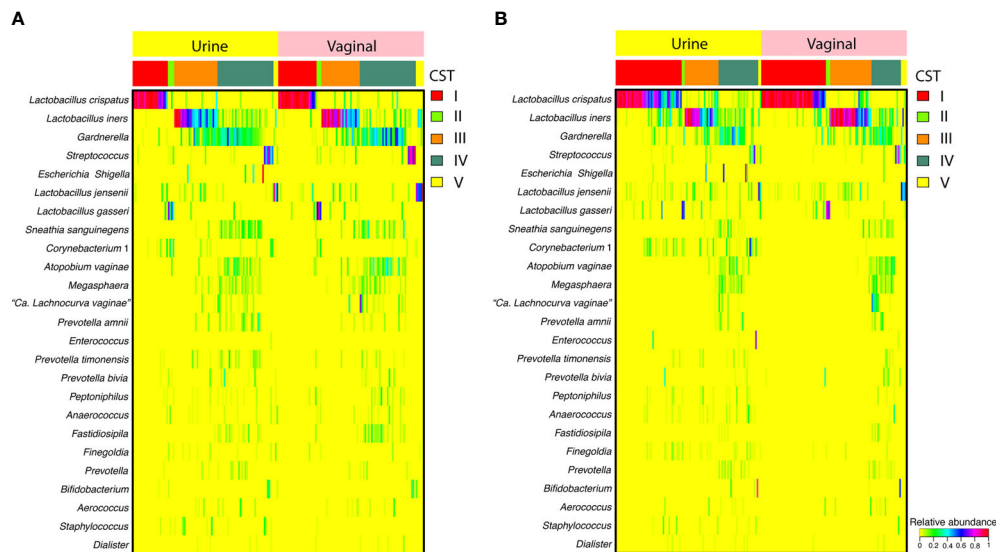 A
Urine
Vaginal
CST
I
II
III
IV
V
Lactobacillus crispatus
Lactobacillus iners
Gardnerella
Streptococcus
Escherichia Shigella
Lactobacillus jensenii
Lactobacillus gasseri
Sneathia sanguinegens
Corynebacterium 1
Atopobium vaginae
Megasphaera
“Ca. Lachnocurva vaginae”
Prevotella amnii
Enterococcus
Prevotella timonensis
Prevotella bivia
Peptoniphilus
Anaerococcus
Fastidiosipila
Finegoldia
Prevotella
Bifidobacterium
Aerococcus
Staphylococcus
Dialister
B
Urine
Vaginal
CST
I
II
III
IV
V
Lactobacillus crispatus
Lactobacillus iners
Gardnerella
Streptococcus
Escherichia Shigella
Lactobacillus jensenii
Lactobacillus gasseri
Sneathia sanguinegens
Corynebacterium 1
Atopobium vaginae
Megasphaera
“Ca. Lachnocurva vaginae”
Prevotella amnii
Enterococcus
Prevotella timonensis
Prevotella bivia
Peptoniphilus
Anaerococcus
Fastidiosipila
Finegoldia
Prevotella
Bifidobacterium
Aerococcus
Staphylococcus
Dialister
Relative abundance
0 0.2 0.4 0.6 0.8 1